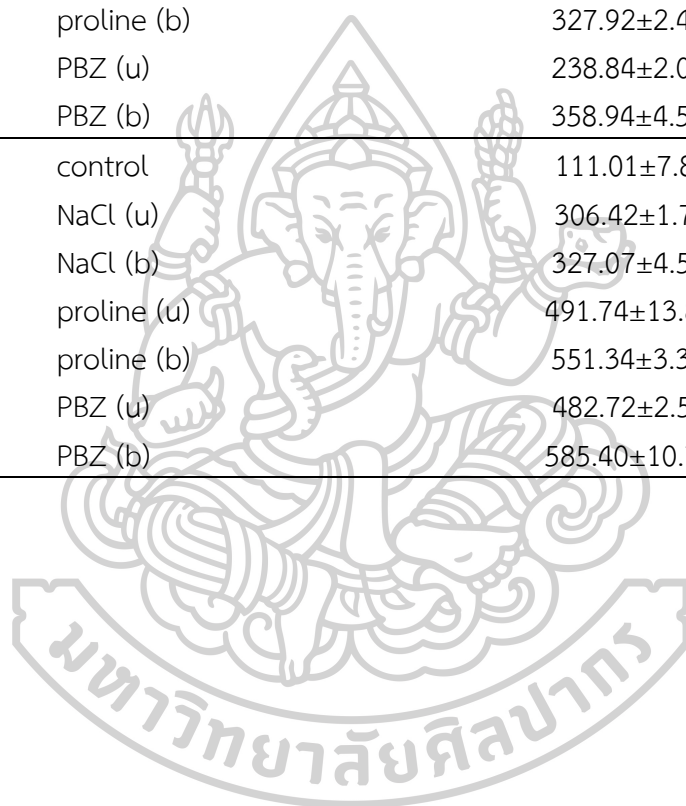 proline (b) 327.92±2.4
PBZ (u) 238.84±2.0
PBZ (b) 358.94±4.5
control 111.01±7.8
NaCl (u) 306.42±1.7
NaCl (b) 327.07±4.5
proline (u) 491.74±13.
proline (b) 551.34±3.3
PBZ (u) 482.72±2.5
PBZ (b) 585.40±10.
มหาวิทยาลัยศิลปากร